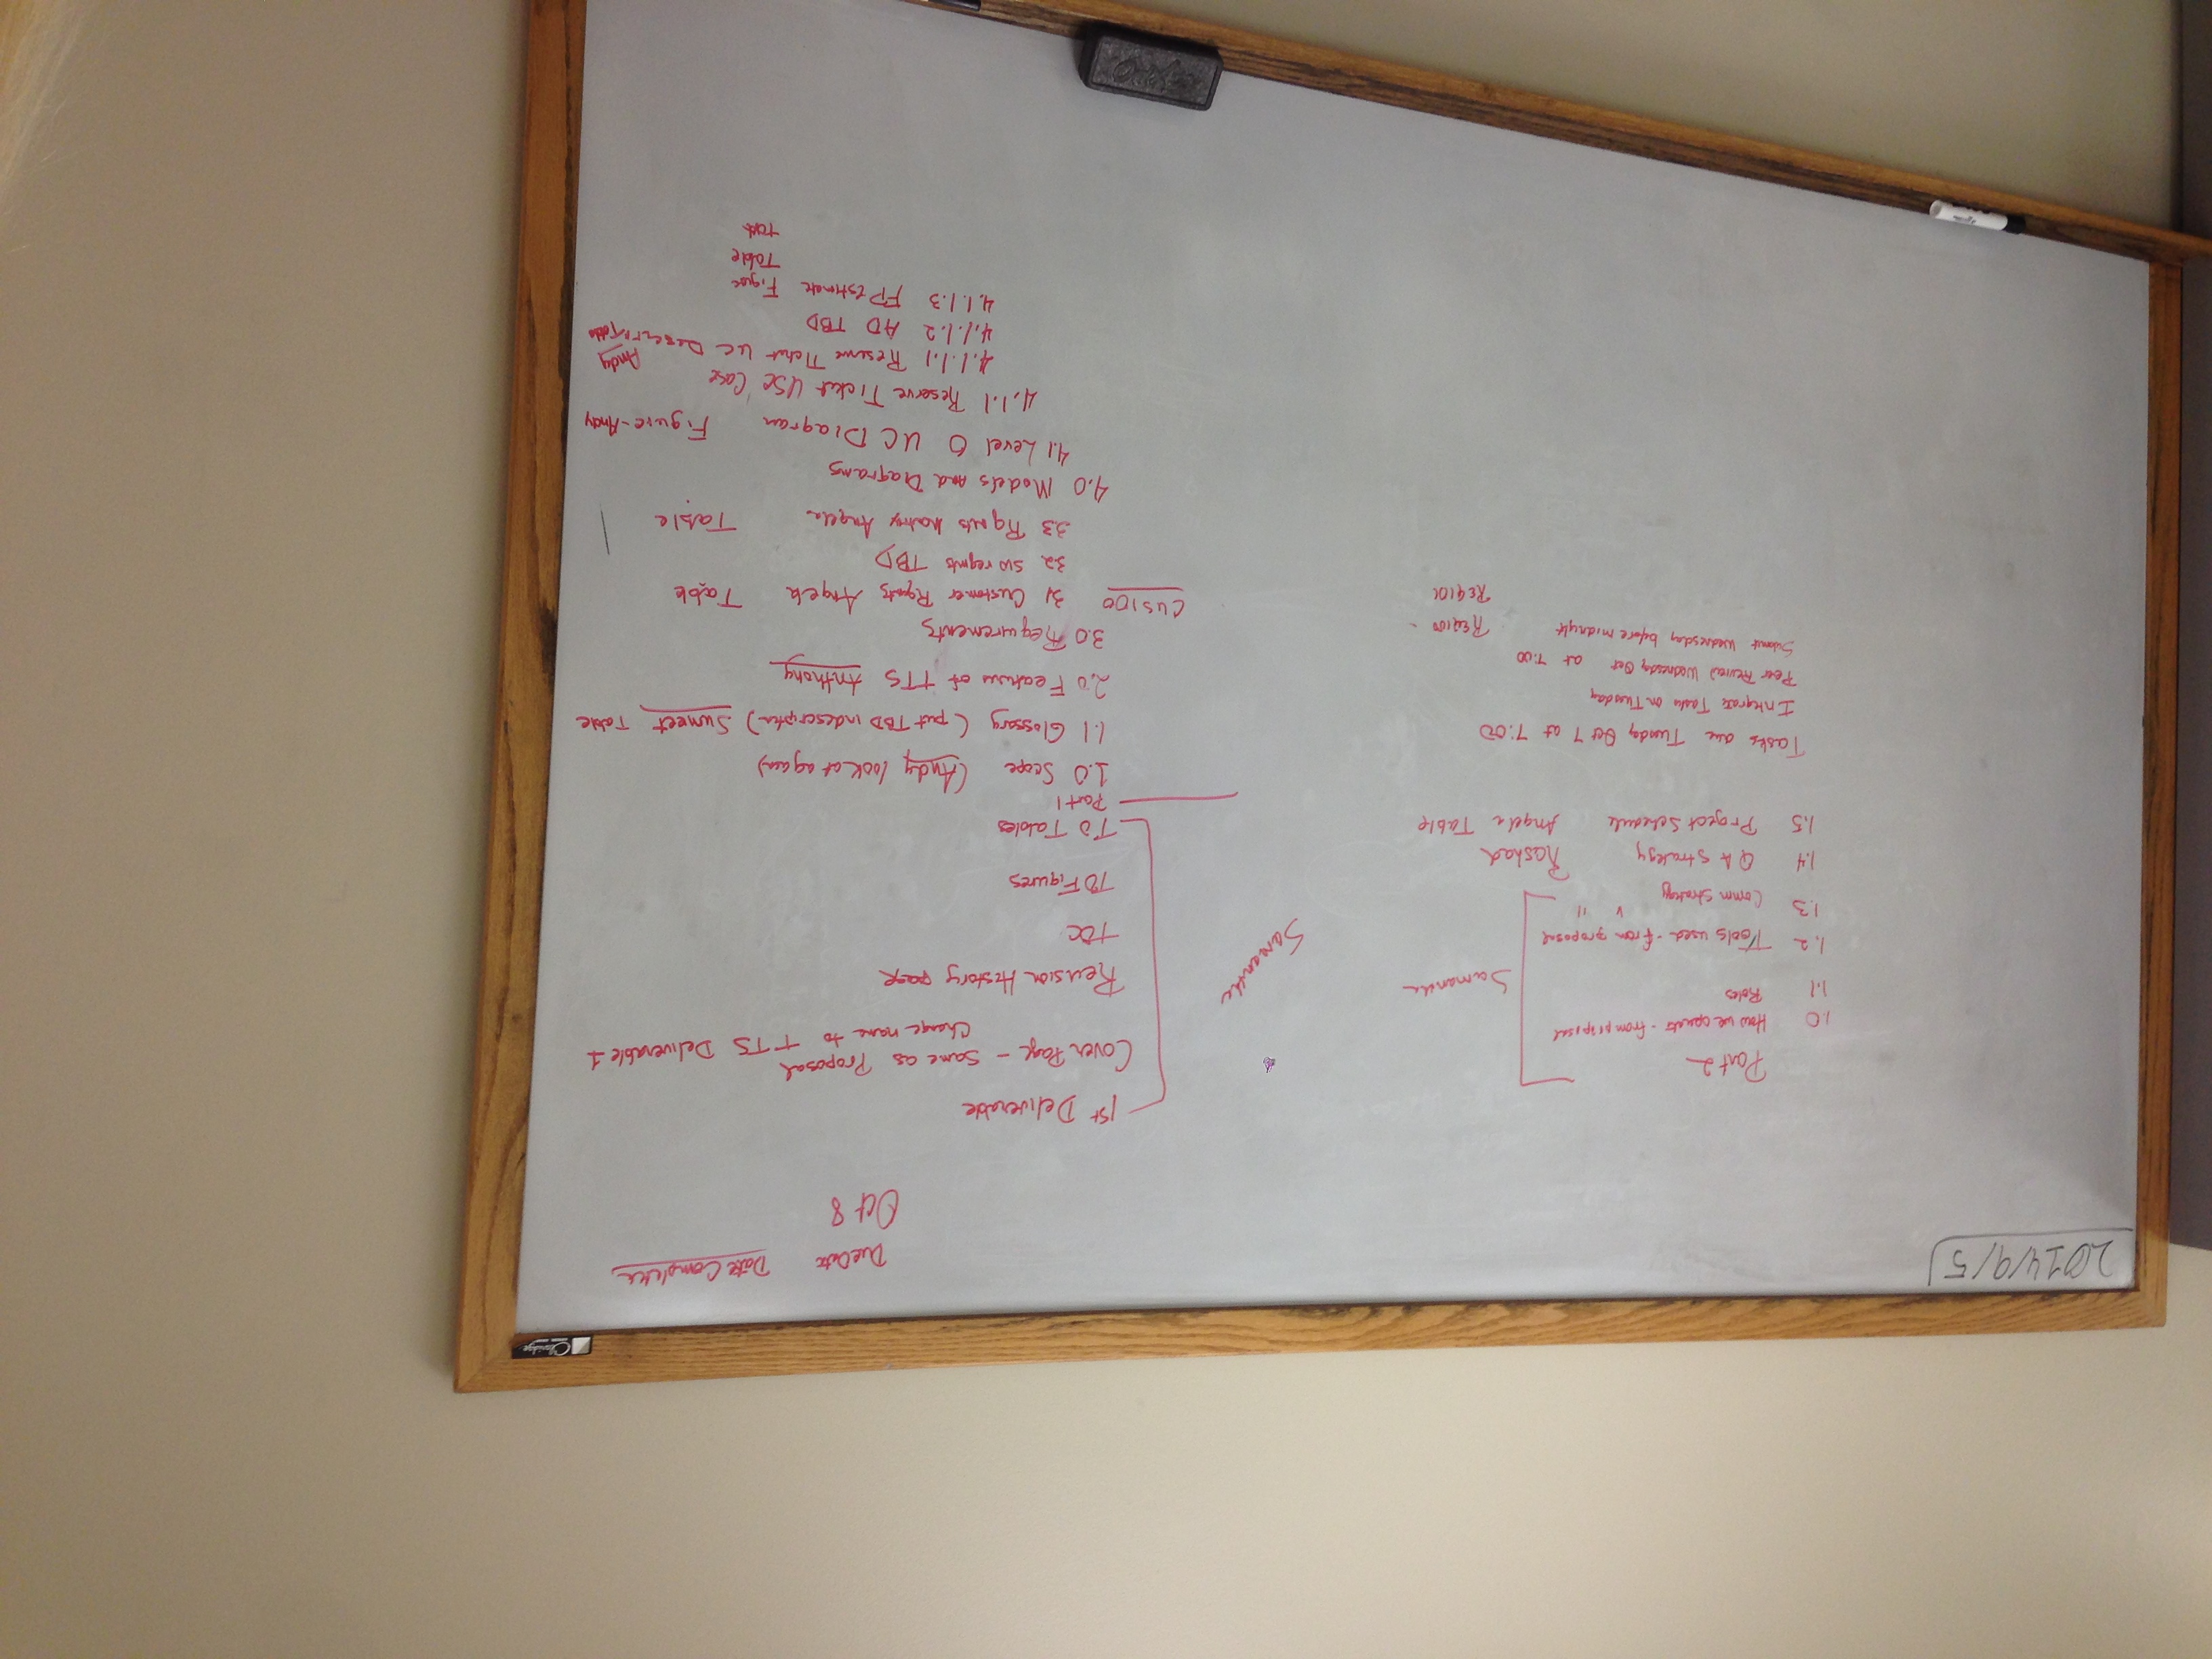 Claridge
2014/9/5
Due Date Date Complete
Oct 8
Part 2
1.0 How we operate - from proposal
1.1 Roles
1.2 Tools used - from proposal
1.3 Comm strategy " "
Samantha
1.4 QA strategy Rashad
1.5 Project Schedule Angela Table
Tasks due Tuesday Oct 7 at 7:00
Integrate Tasks on Tuesday
Peer Review Wednesday Oct at 7:00
Submit Wednesday before midnight
REQ100 -
REQ101
Samantha
1st Deliverable
Cover Page - Same as Proposal
Change name to TTS Deliverable 1
Revision History page
TOC
TO Figures
TO Tables
Part 1
1.0 Scope (Andy look at again)
1.1 Glossary (put TBD in description) Sumeet Table
2.0 Features of TTS Anthony
3.0 Requirements
CUS100 3.1 Customer Rqmts Angela Table
3.2 SW reqmts TBD
3.3 Rqmts Matrix Angela Table
4.0 Models and Diagrams
4.1 Level 0 UC Diagram Figure - Andy
4.1.1 Reserve Ticket Use Case
4.1.1.1 Reserve Ticket UC Descript Andy Table
4.1.1.2 AD TBD
4.1.1.3 FP estimate Figure
Table